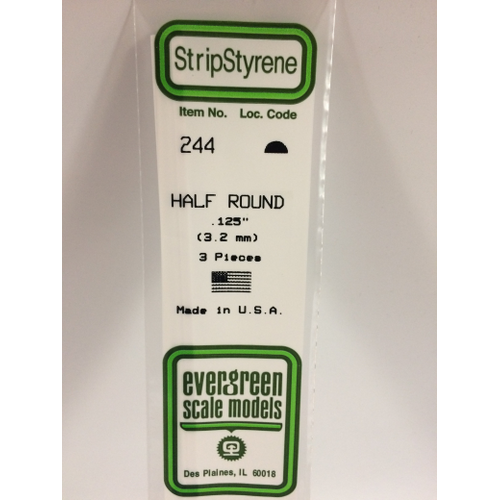 StripStyrene
Item No. Loc. Code
244
HALF ROUND
.125"
(3.2 mm)
3 Pieces
Made in U.S.A.
evergreen
scale models
Des Plaines, IL 60018